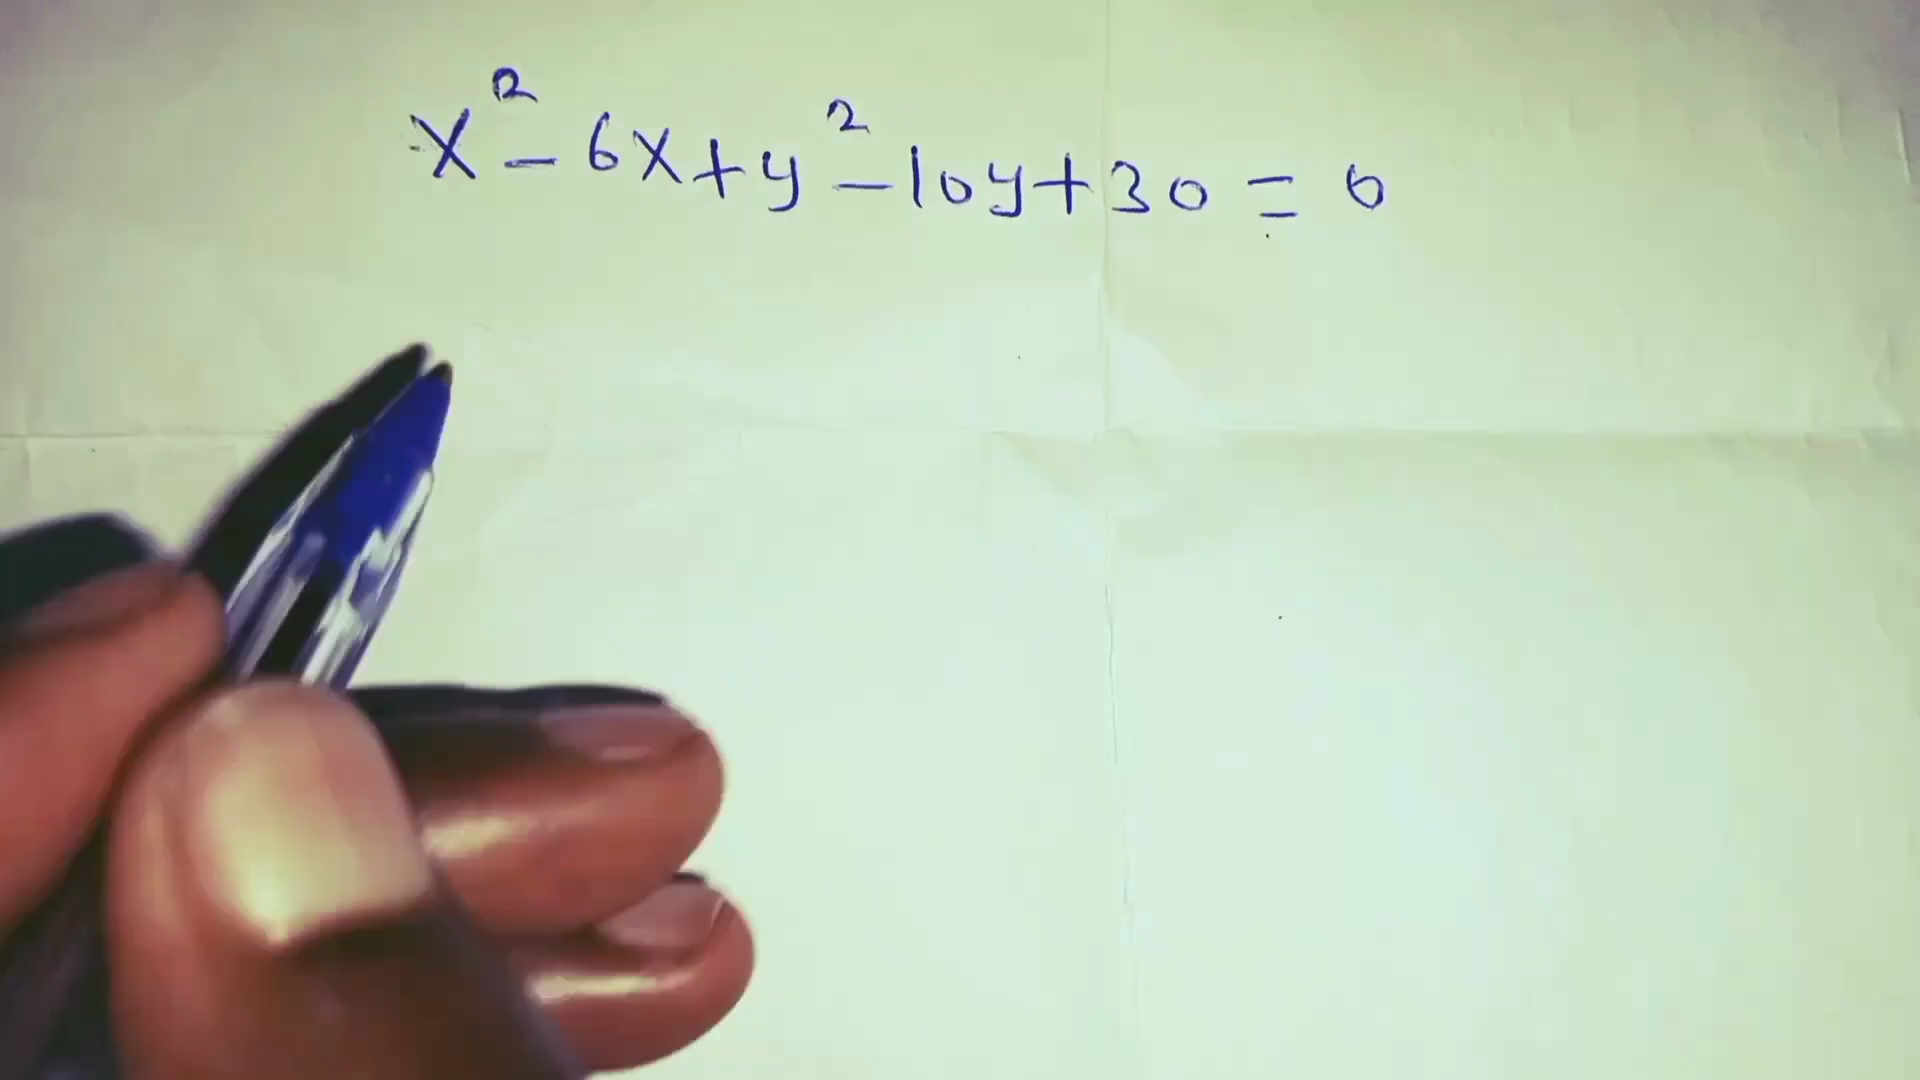 x² - 6x + y² - 10y + 30 = 0